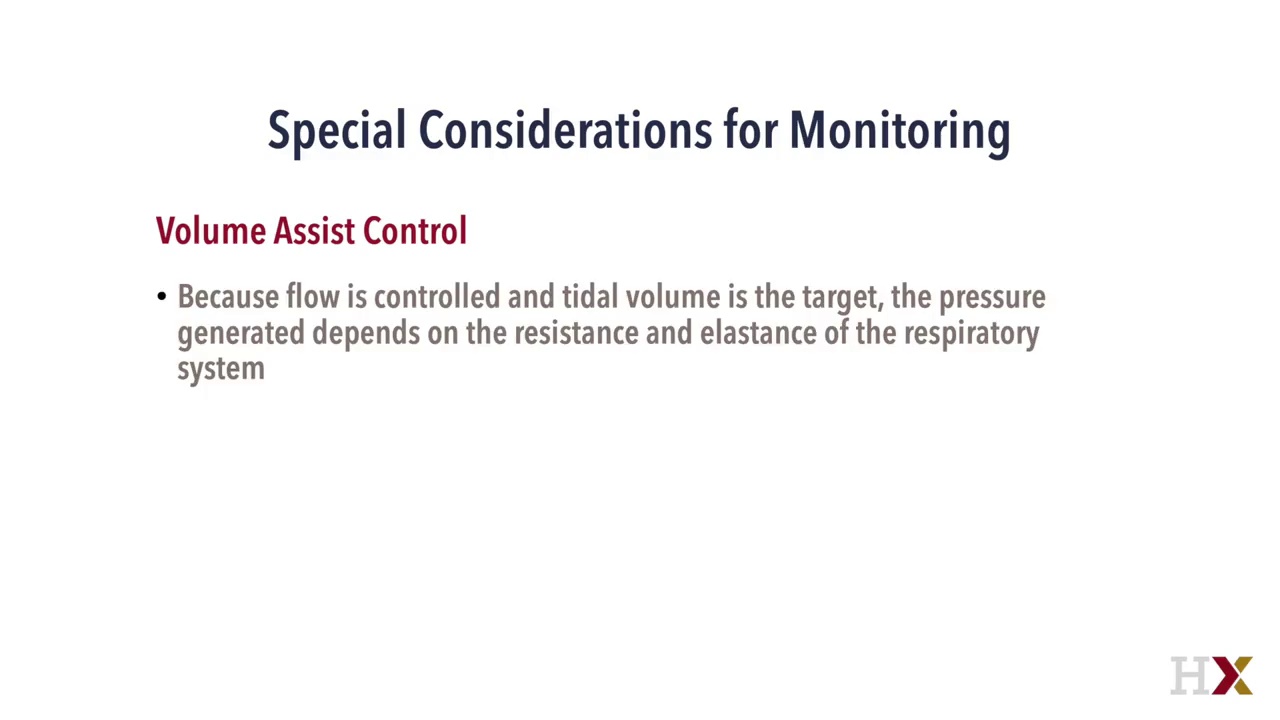 Special Considerations for Monitoring
Volume Assist Control
• Because flow is controlled and tidal volume is the target, the pressure
generated depends on the resistance and elastance of the respiratory
system
HX